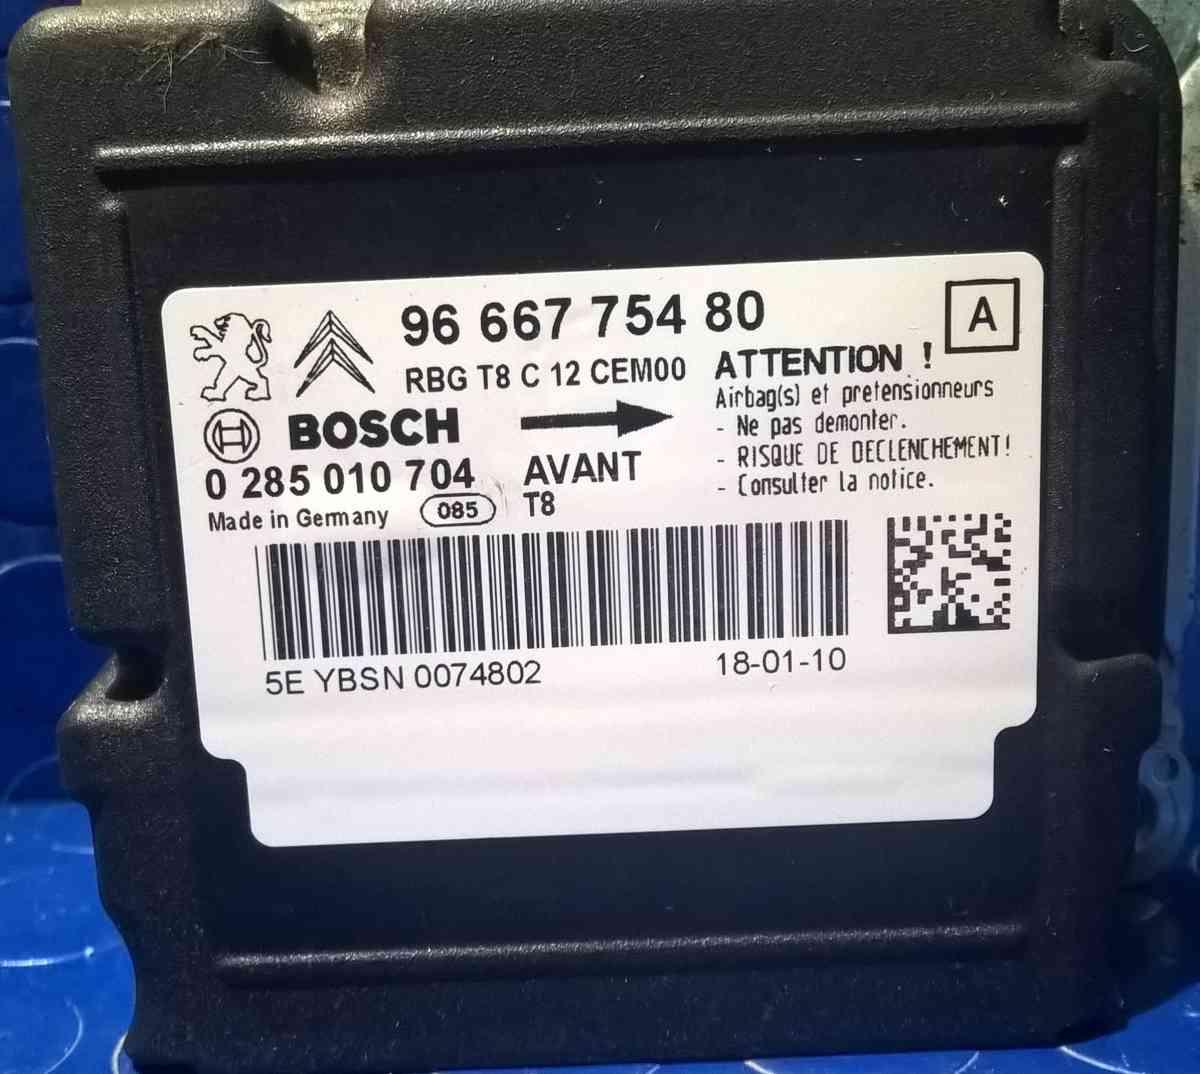 96 667 754 80
A
RBG T8 C 12 CEM00
ATTENTION !
Airbag(s) et pretensionneurs
- Ne pas demonter.
- RISQUE DE DECLENCHEMENT!
- Consulter la notice.
BOSCH
0 285 010 704
AVANT
Made in Germany
085
T8
5E YBSN 0074802
18-01-10